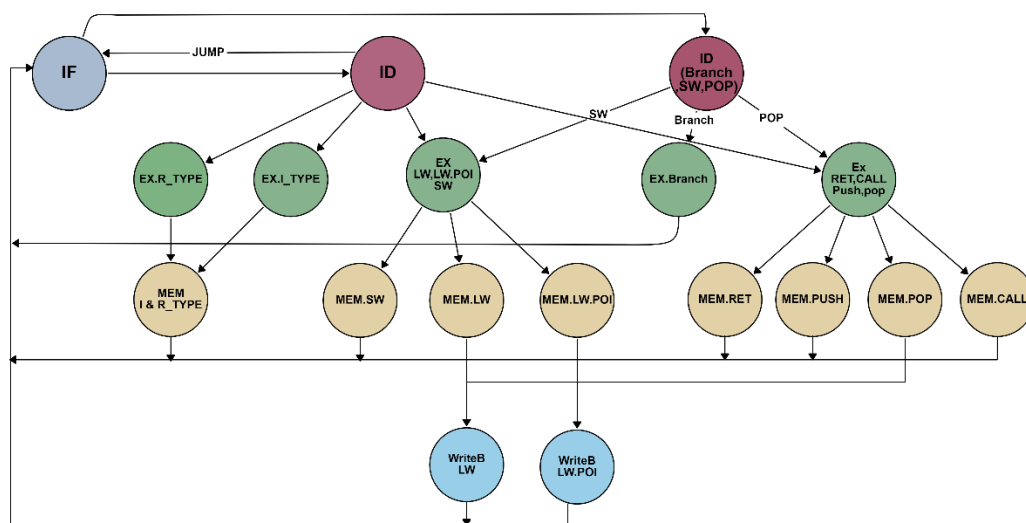 JUMP
IF
ID
ID
(Branch
,SW,POP)
SW
Branch
POP
EX.R_TYPE
EX.I_TYPE
EX
LW,LW.POI
SW
EX.Branch
Ex
RET,CALL
Push,pop
MEM
I & R_TYPE
MEM.SW
MEM.LW
MEM.LW.POI
MEM.RET
MEM.PUSH
MEM.POP
MEM.CALL
WriteB
LW
WriteB
LW.POI